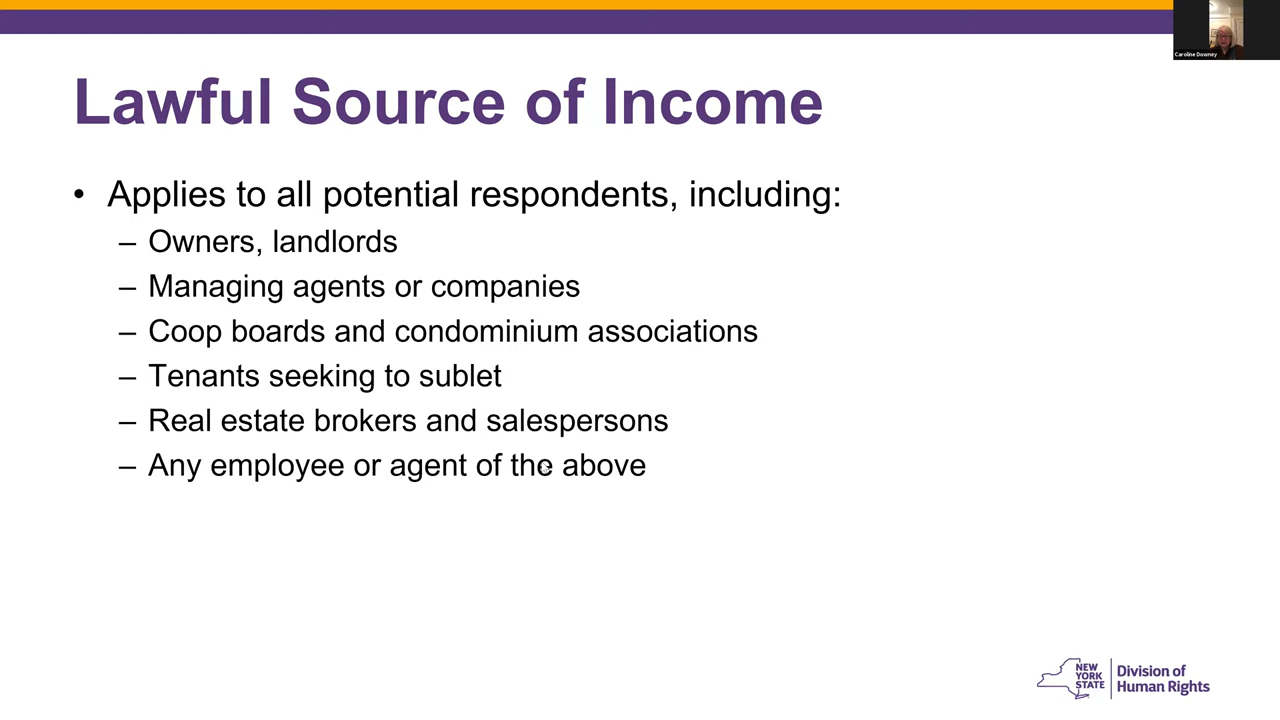 Caroline Downey
Lawful Source of Income
• Applies to all potential respondents, including:
– Owners, landlords
– Managing agents or companies
– Coop boards and condominium associations
– Tenants seeking to sublet
– Real estate brokers and salespersons
– Any employee or agent of the above
NEW
YORK
STATE
Division of
Human Rights